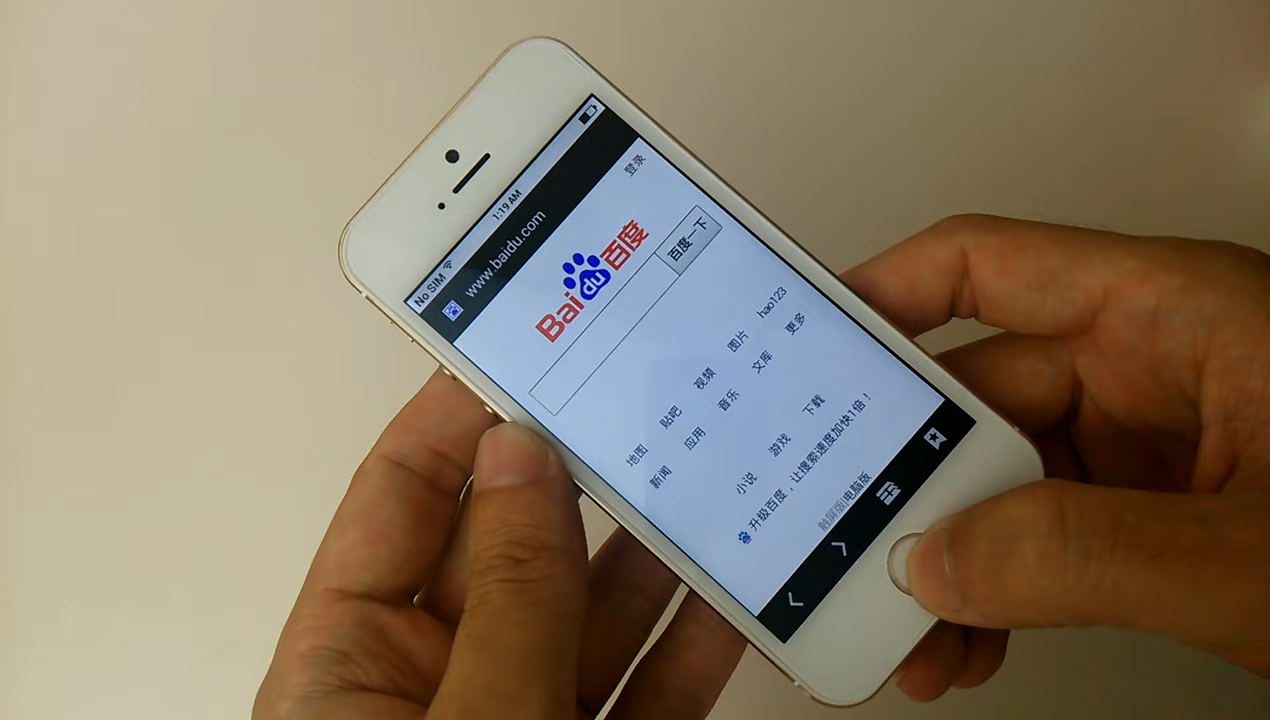 No SIM 1:19 AM
www.baidu.com
登录
Bai du 百度
百度一下
地图 贴吧 视频 图片 hao123
新闻 应用 音乐 文库 更多
小说 游戏 下载
升级百度，让搜索速度加快1倍！
触屏版|电脑版